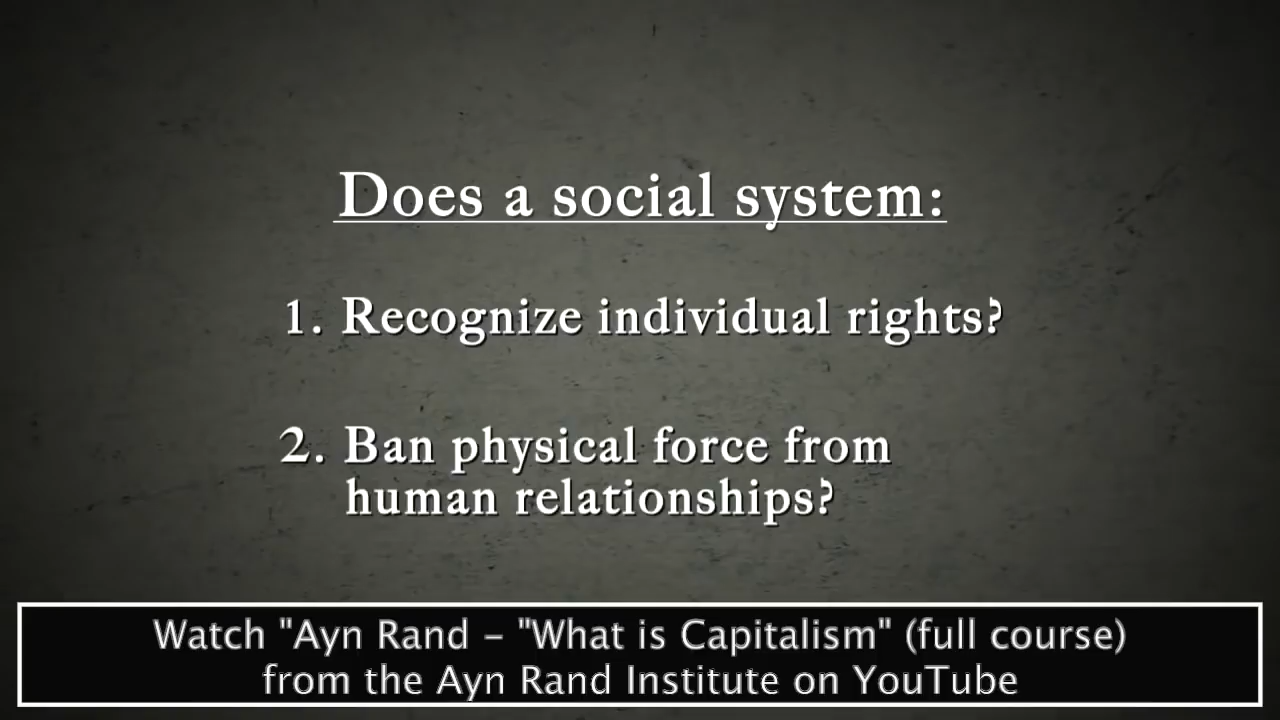 Does a social system:
1. Recognize individual rights?
2. Ban physical force from
human relationships?
Watch "Ayn Rand – "What is Capitalism" (full course)
from the Ayn Rand Institute on YouTube